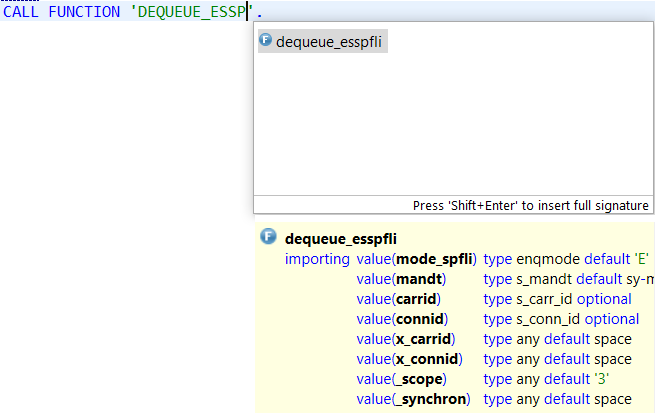 CALL FUNCTION 'DEQUEUE_ESSP'.
dequeue_esspfli
Press 'Shift+Enter' to insert full signature
dequeue_esspfli
importing value(mode_spfli) type enqmode default 'E'
value(mandt) type s_mandt default sy-m
value(carrid) type s_carr_id optional
value(connid) type s_conn_id optional
value(x_carrid) type any default space
value(x_connid) type any default space
value(_scope) type any default '3'
value(_synchron) type any default space